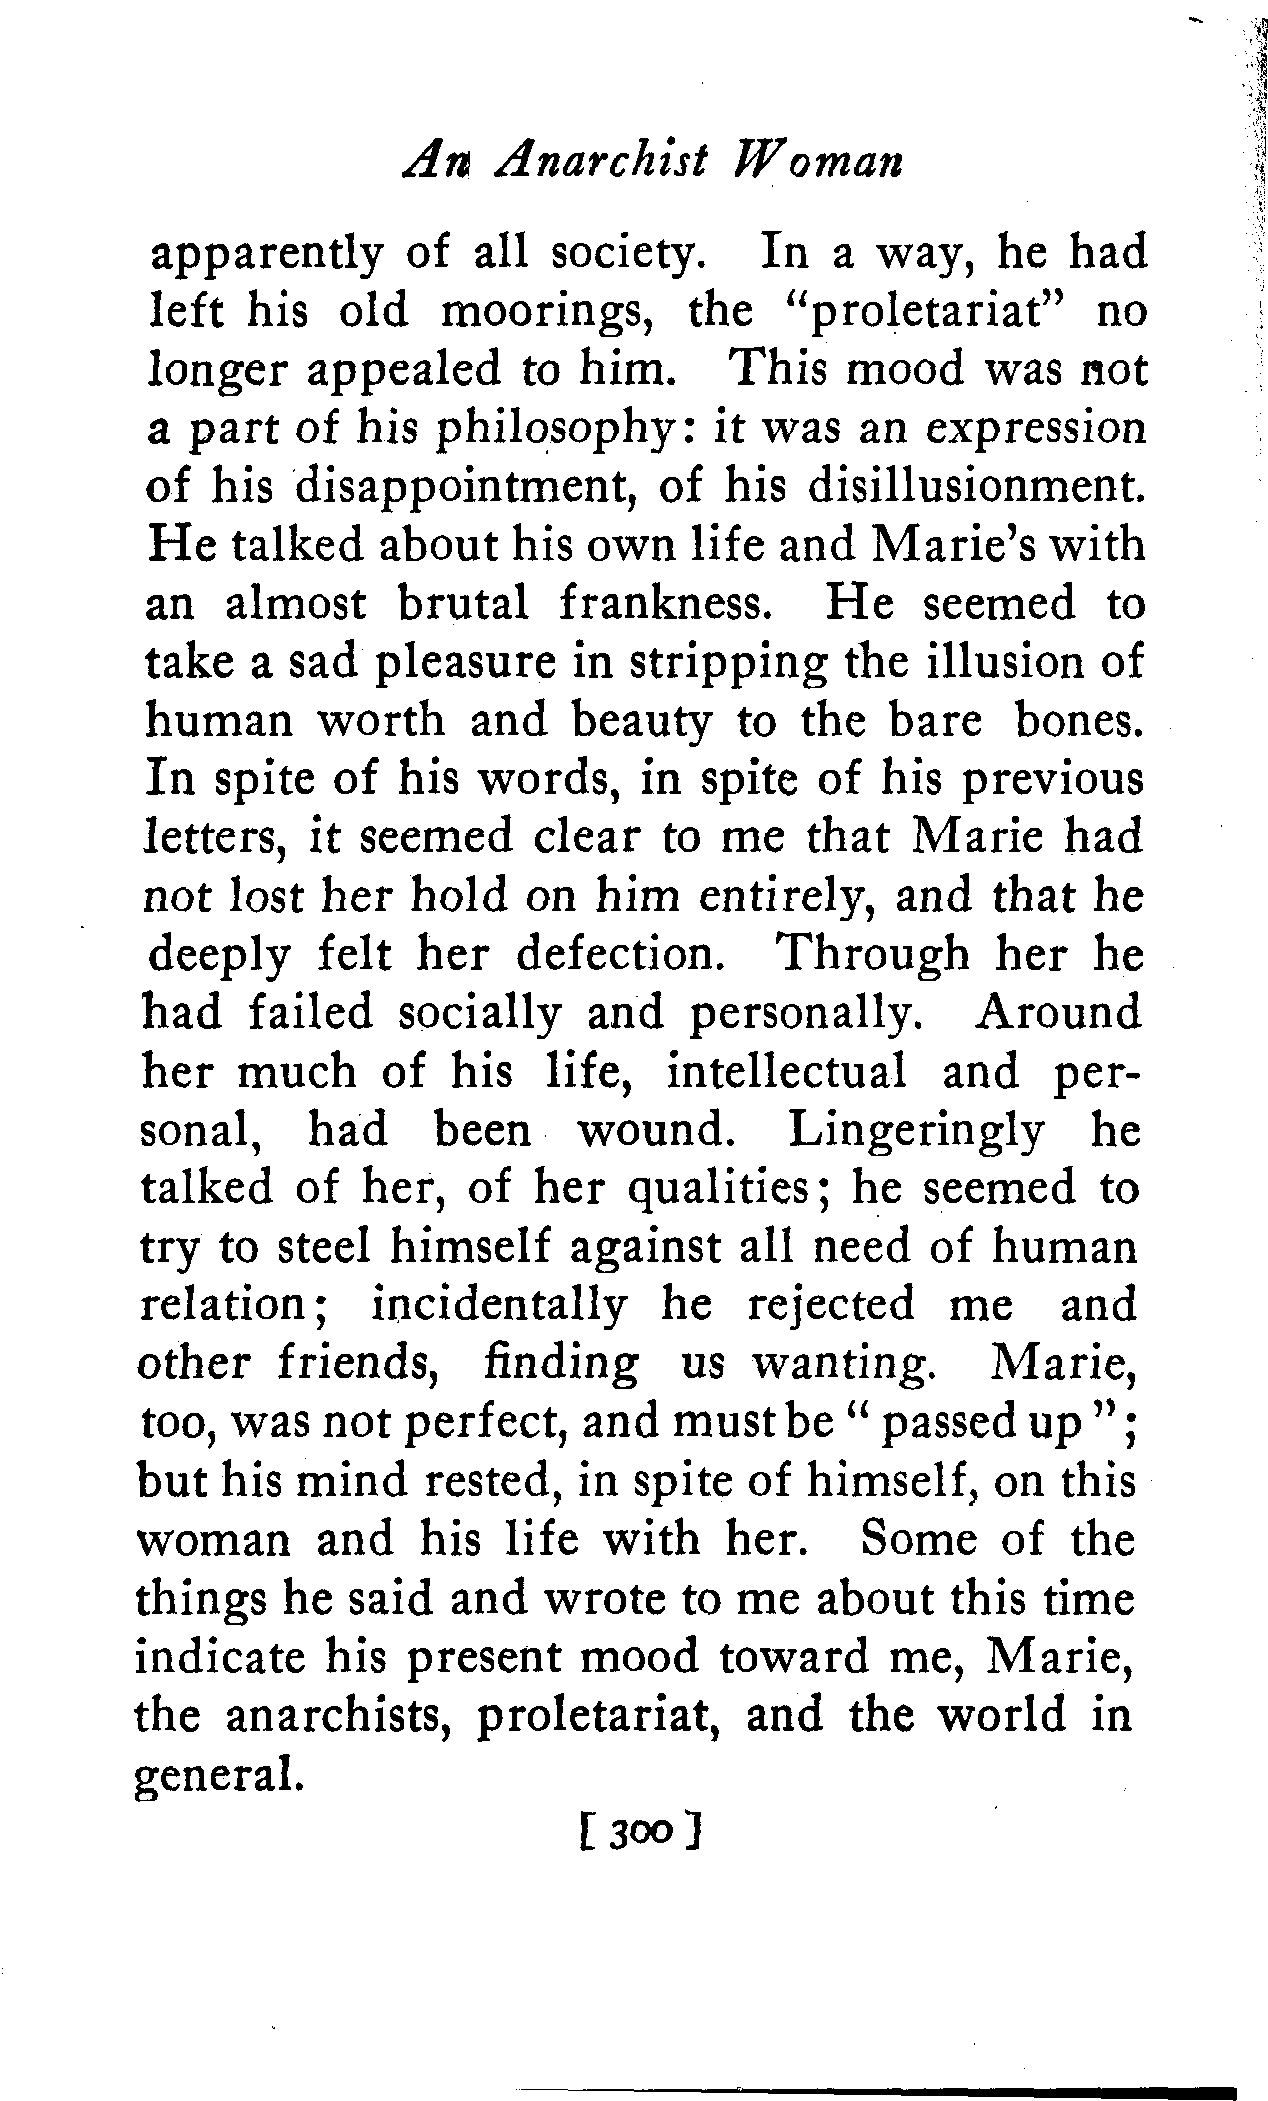 An Anarchist Woman
apparently of all society. In a way, he had
left his old moorings, the "proletariat" no
longer appealed to him. This mood was not
a part of his philosophy: it was an expression
of his disappointment, of his disillusionment.
He talked about his own life and Marie's with
an almost brutal frankness. He seemed to
take a sad pleasure in stripping the illusion of
human worth and beauty to the bare bones.
In spite of his words, in spite of his previous
letters, it seemed clear to me that Marie had
not lost her hold on him entirely, and that he
deeply felt her defection. Through her he
had failed socially and personally. Around
her much of his life, intellectual and per-
sonal, had been wound. Lingeringly he
talked of her, of her qualities; he seemed to
try to steel himself against all need of human
relation; incidentally he rejected me and
other friends, finding us wanting. Marie,
too, was not perfect, and must be " passed up ";
but his mind rested, in spite of himself, on this
woman and his life with her. Some of the
things he said and wrote to me about this time
indicate his present mood toward me, Marie,
the anarchists, proletariat, and the world in
general.
[ 300 ]